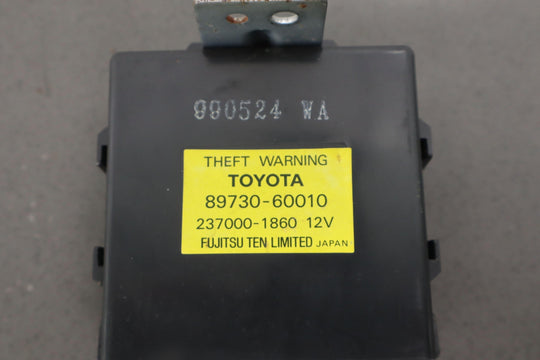 990524 WA
THEFT WARNING
TOYOTA
89730-60010
237000-1860 12V
FUJITSU TEN LIMITED JAPAN